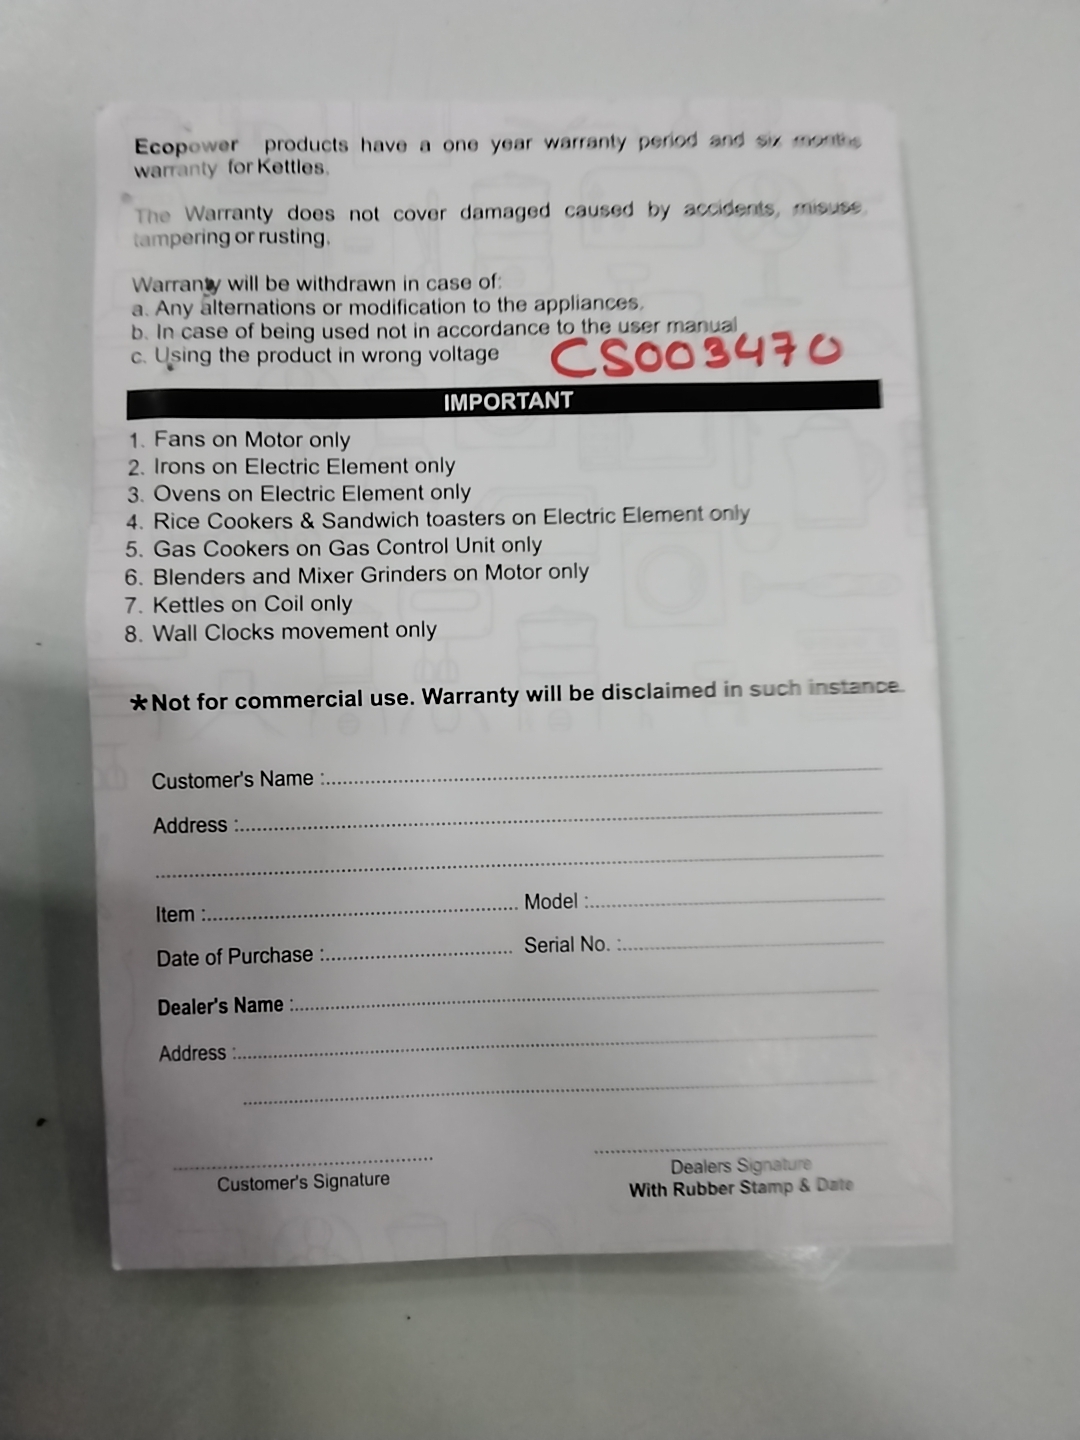 Ecopower products have a one year warranty period and six months
warranty for Kettles.
The Warranty does not cover damaged caused by accidents, misuse,
tampering or rusting.
Warranty will be withdrawn in case of:
a. Any alternations or modification to the appliances.
b. In case of being used not in accordance to the user manual
c. Using the product in wrong voltage
CS003470
IMPORTANT
1. Fans on Motor only
2. Irons on Electric Element only
3. Ovens on Electric Element only
4. Rice Cookers & Sandwich toasters on Electric Element only
5. Gas Cookers on Gas Control Unit only
6. Blenders and Mixer Grinders on Motor only
7. Kettles on Coil only
8. Wall Clocks movement only
*Not for commercial use. Warranty will be disclaimed in such instance.
Customer's Name :
Address :
Item : Model :
Date of Purchase : Serial No. :
Dealer's Name :
Address :
Customer's Signature
Dealers Signature
With Rubber Stamp & Date